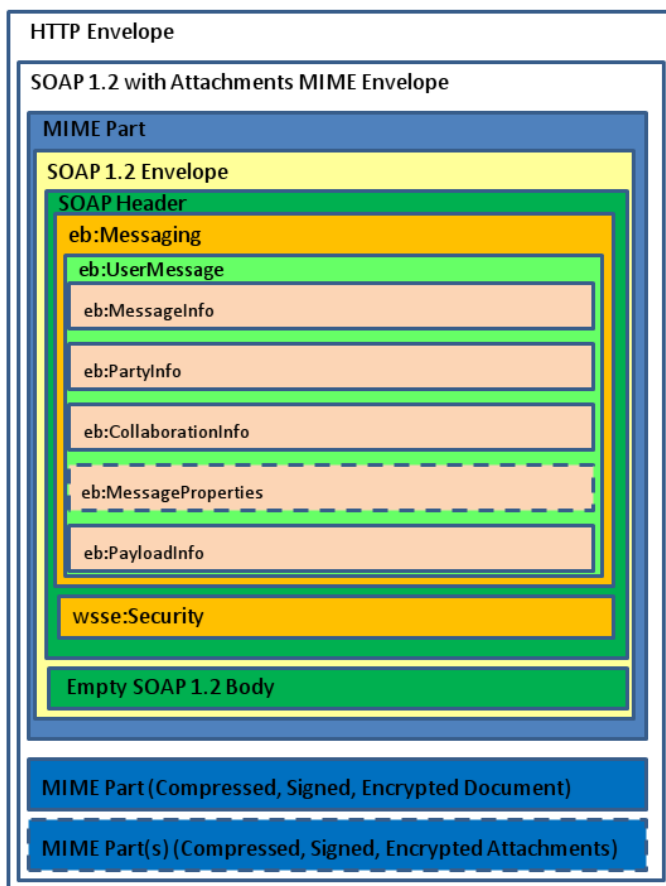 HTTP Envelope
SOAP 1.2 with Attachments MIME Envelope
MIME Part
SOAP 1.2 Envelope
SOAP Header
eb:Messaging
eb:UserMessage
eb:MessageInfo
eb:PartyInfo
eb:CollaborationInfo
eb:MessageProperties
eb:PayloadInfo
wsse:Security
Empty SOAP 1.2 Body
MIME Part (Compressed, Signed, Encrypted Document)
MIME Part(s) (Compressed, Signed, Encrypted Attachments)